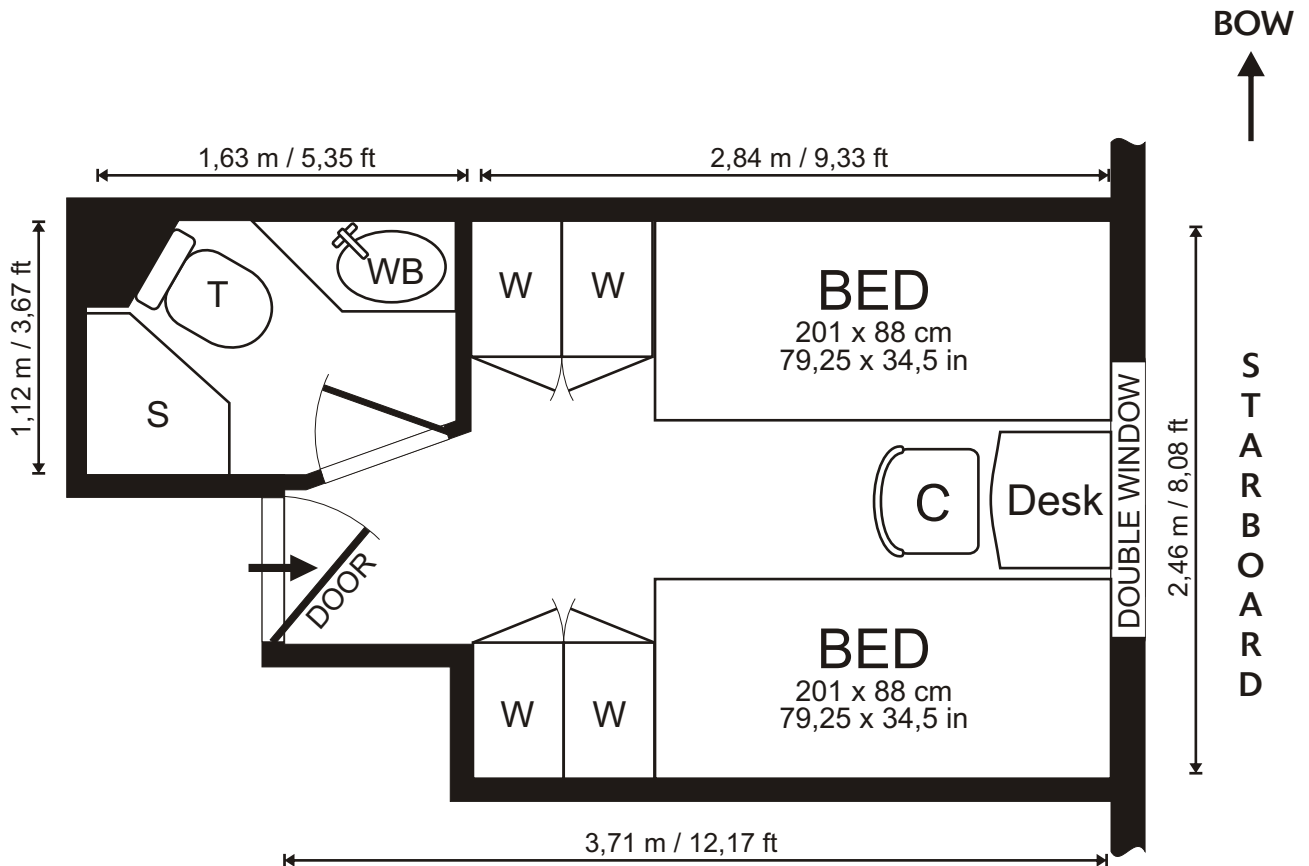 BOW
1,63 m / 5,35 ft
2,84 m / 9,33 ft
1,12 m / 3,67 ft
T
WB
W
W
BED
201 x 88 cm
79,25 x 34,5 in
S
DOUBLE WINDOW
2,46 m / 8,08 ft
STARBOARD
C
Desk
DOOR
W
W
BED
201 x 88 cm
79,25 x 34,5 in
3,71 m / 12,17 ft